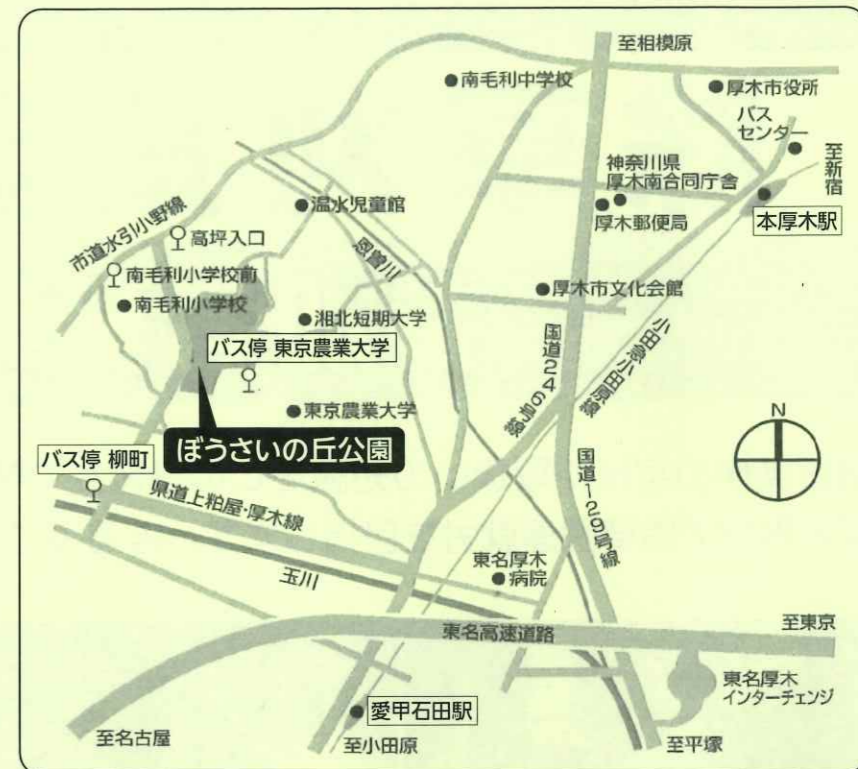 至相模原
南毛利中学校
厚木市役所
バス
センター
至新宿
神奈川県
厚木南合同庁舎
厚木郵便局
本厚木駅
温水児童館
恩曽川
市道水引小野線
高坪入口
南毛利小学校前
南毛利小学校
厚木市文化会館
湘北短期大学
バス停 東京農業大学
国道246号線
小田急小田原線
東京農業大学
N
ぼうさいの丘公園
バス停 柳町
国道129号線
県道上粕屋・厚木線
玉川
東名厚木
病院
東名高速道路
至東京
東名厚木
インターチェンジ
愛甲石田駅
至名古屋
至小田原
至平塚